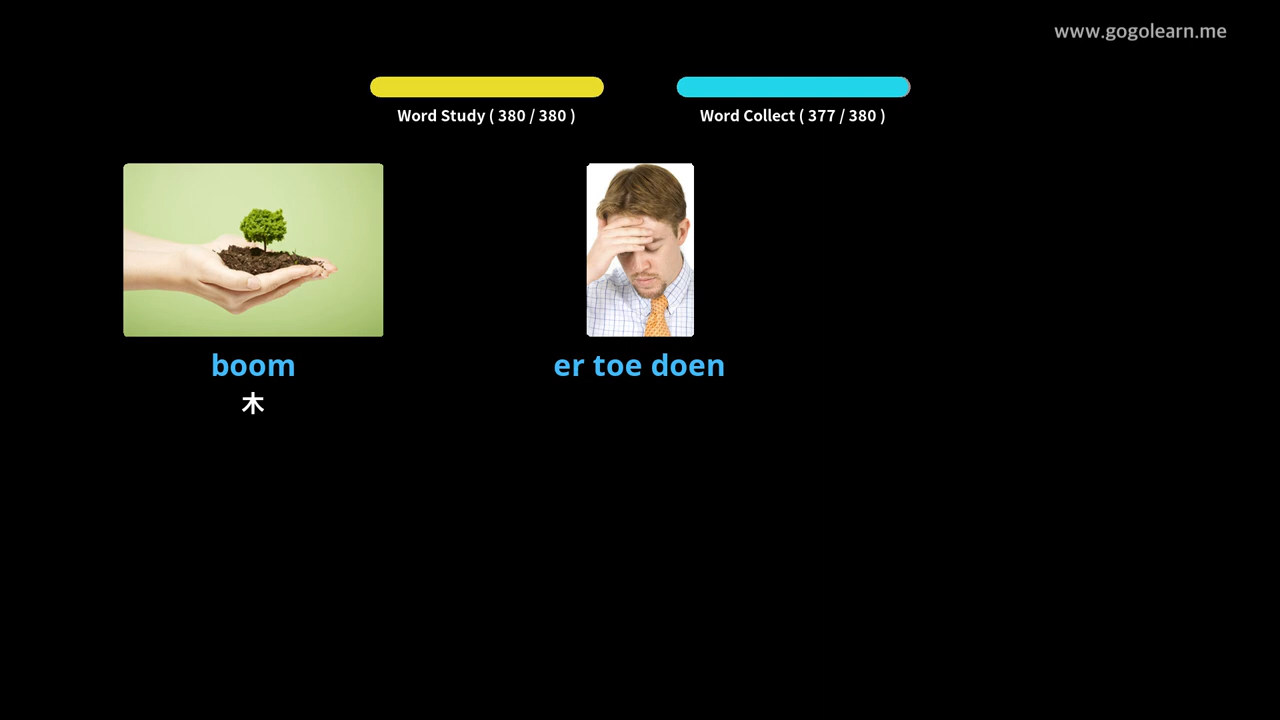 www.gogolearn.me
Word Study ( 380 / 380 )
Word Collect ( 377 / 380 )
boom
木
er toe doen